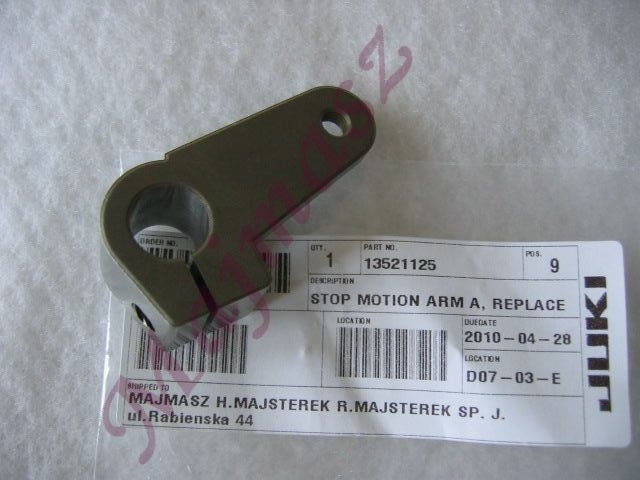 ORDER NO.
QTY.
1
PART NO.
13521125
POS.
9
DESCRIPTION
STOP MOTION ARM A, REPLACE
LOCATION
DUEDATE
2010-04-28
LOCATION
D07-03-E
SHIPPED TO
MAJMASZ H.MAJSTEREK R.MAJSTEREK SP. J.
ul.Rabienska 44
JUKI
Majmasz